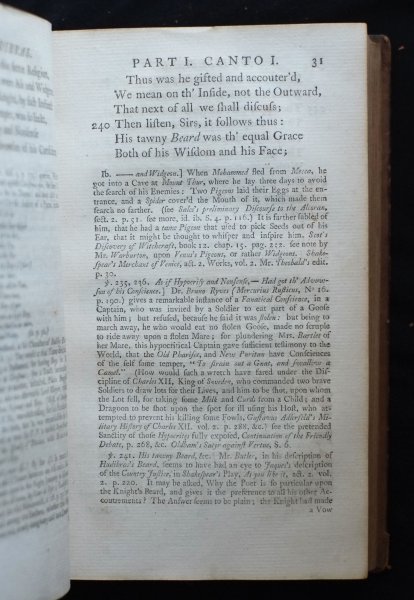 PART I. CANTO I. 31
Thus was he gifted and accouter'd,
We mean on th' Inside, not the Outward,
That next of all we shall discuss;
240 Then listen, Sirs, it follows thus:
His tawny Beard was th' equal Grace
Both of his Wisdom and his Face;
Ib. —— and Widgeon.] When Mahomed fled from Mecca, he
got into a Cave at Mount Thur, where he lay three days to avoid
the search of his Enemies: Two Pigeons laid their Eggs at the en-
trance, and a Spider cover'd the Mouth of it, which made them
search no farther. (see Sale's preliminary Discourse to the Alcoran,
sect. 2. p. 51. see more, id. ib. S. 4. p. 116.) It is farther fabled of
him, that he had a tame Pigeon that used to pick Seeds out of his
Ear, that it might be thought to whisper and inspire him. Scot's
Discovery of Witchcraft, book 12. chap. 15. pag. 252. see note by
Mr. Warburton, upon Venus's Pigeons, or rather Widgeons. Shake-
spear's Merchant of Venice, act 2. Works, vol. 2. Mr. Theobald's edit.
p. 30.
℣. 235, 236. As if Hypocrisy and Nonsense,—Had got th' Advow-
son of his Conscience.] Dr. Bruno Ryves (Mercurius Rusticus, No 16.
p. 190.) gives a remarkable instance of a Fanatical Conscience, in a
Captain, who was invited by a Soldier to eat part of a Goose
with him; but refused, because he said it was stolen: but being to
march away, he who would eat no stolen Goose, made no scruple
to ride away upon a stolen Mare; for plundering Mrs. Bartlet of
her Mare, this hypocritical Captain gave sufficient testimony to the
World, that the Old Pharisee, and New Puritan have Consciences
of the self same temper, "To strain out a Gnat, and swallow a
Camel." (How would such a wretch have fared under the Dis-
cipline of Charles XII. King of Sweden, who commanded two brave
Soldiers to draw lots for their Lives, and him to be shot, upon whom
the Lot fell, for taking some Milk and Curds from a Child; and a
Dragoon to be shot upon the spot for ill using his Host, who at-
tempted to prevent his killing some Fowls, Gustavus Adlerfeld's Mi-
litary History of Charles XII. vol. 2. p. 288. &c.) see the pretended
Sanctity of those Hypocrites fully exposed, Continuation of the Friendly
Debate, p. 268, &c. Oldham's Satyr against Vertue, S. 6.
℣. 241. His tawny Beard, &c. Mr. Butler, in his description of
Hudibras's Beard, seems to have had an eye to Jaques's description
of the Country Justice, in Shakespear's Play, As you like it, act. 2. vol.
2. p. 220. It may be asked, Why the Poet is so particular upon
the Knight's Beard, and gives it the preference to all his other Ac-
coutrements? The Answer seems to be plain; the Knight had made
a Vow